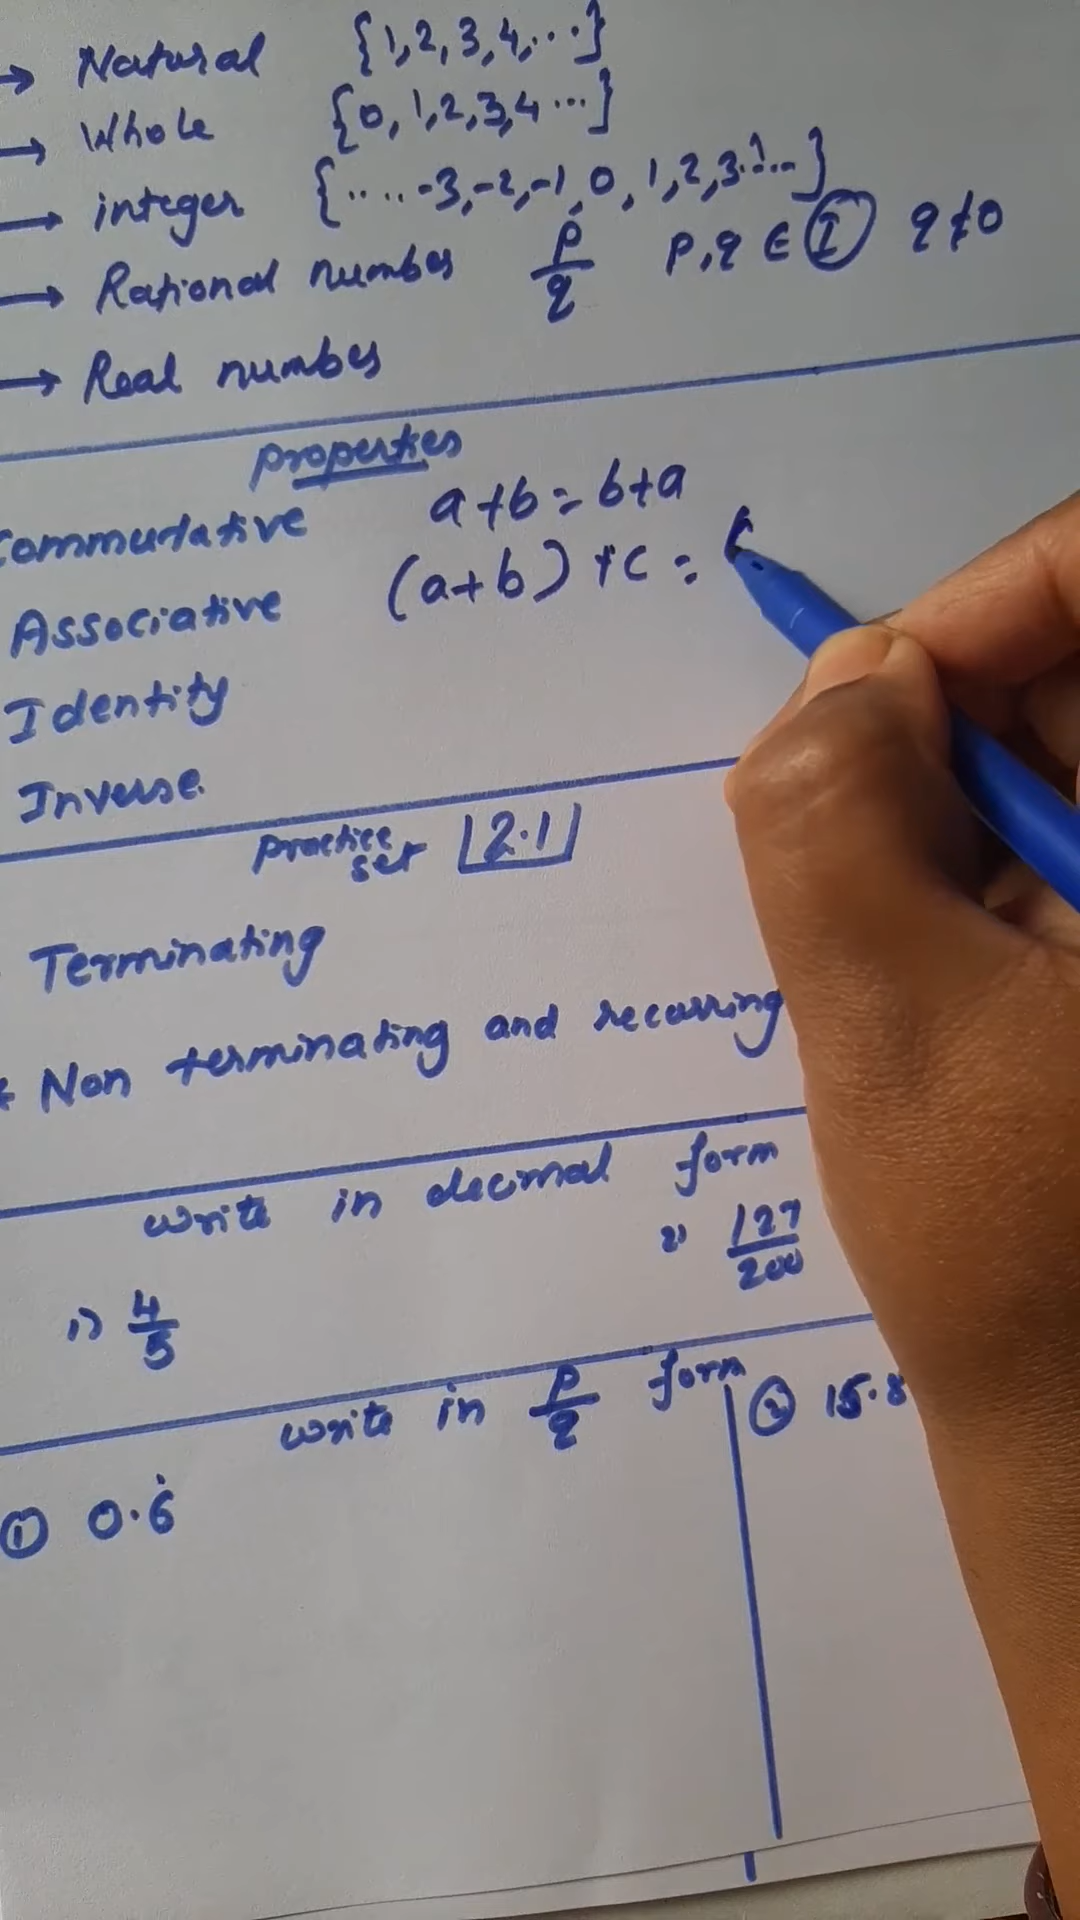 → Natural {1,2,3,4,...}
→ Whole {0,1,2,3,4...}
→ integer {.....-3,-2,-1,0,1,2,3.....}
→ Rational number p/q p,q ∈ I q≠0
→ Real number
properties
Commutative a+b=b+a
Associative (a+b)+c=
Identity
Inverse
practice set 2.1
Terminating
* Non terminating and recurring
write in decimal form
1) 4/5 2) 127/200
write in p/q form
① 0.6̇ ② 15.8